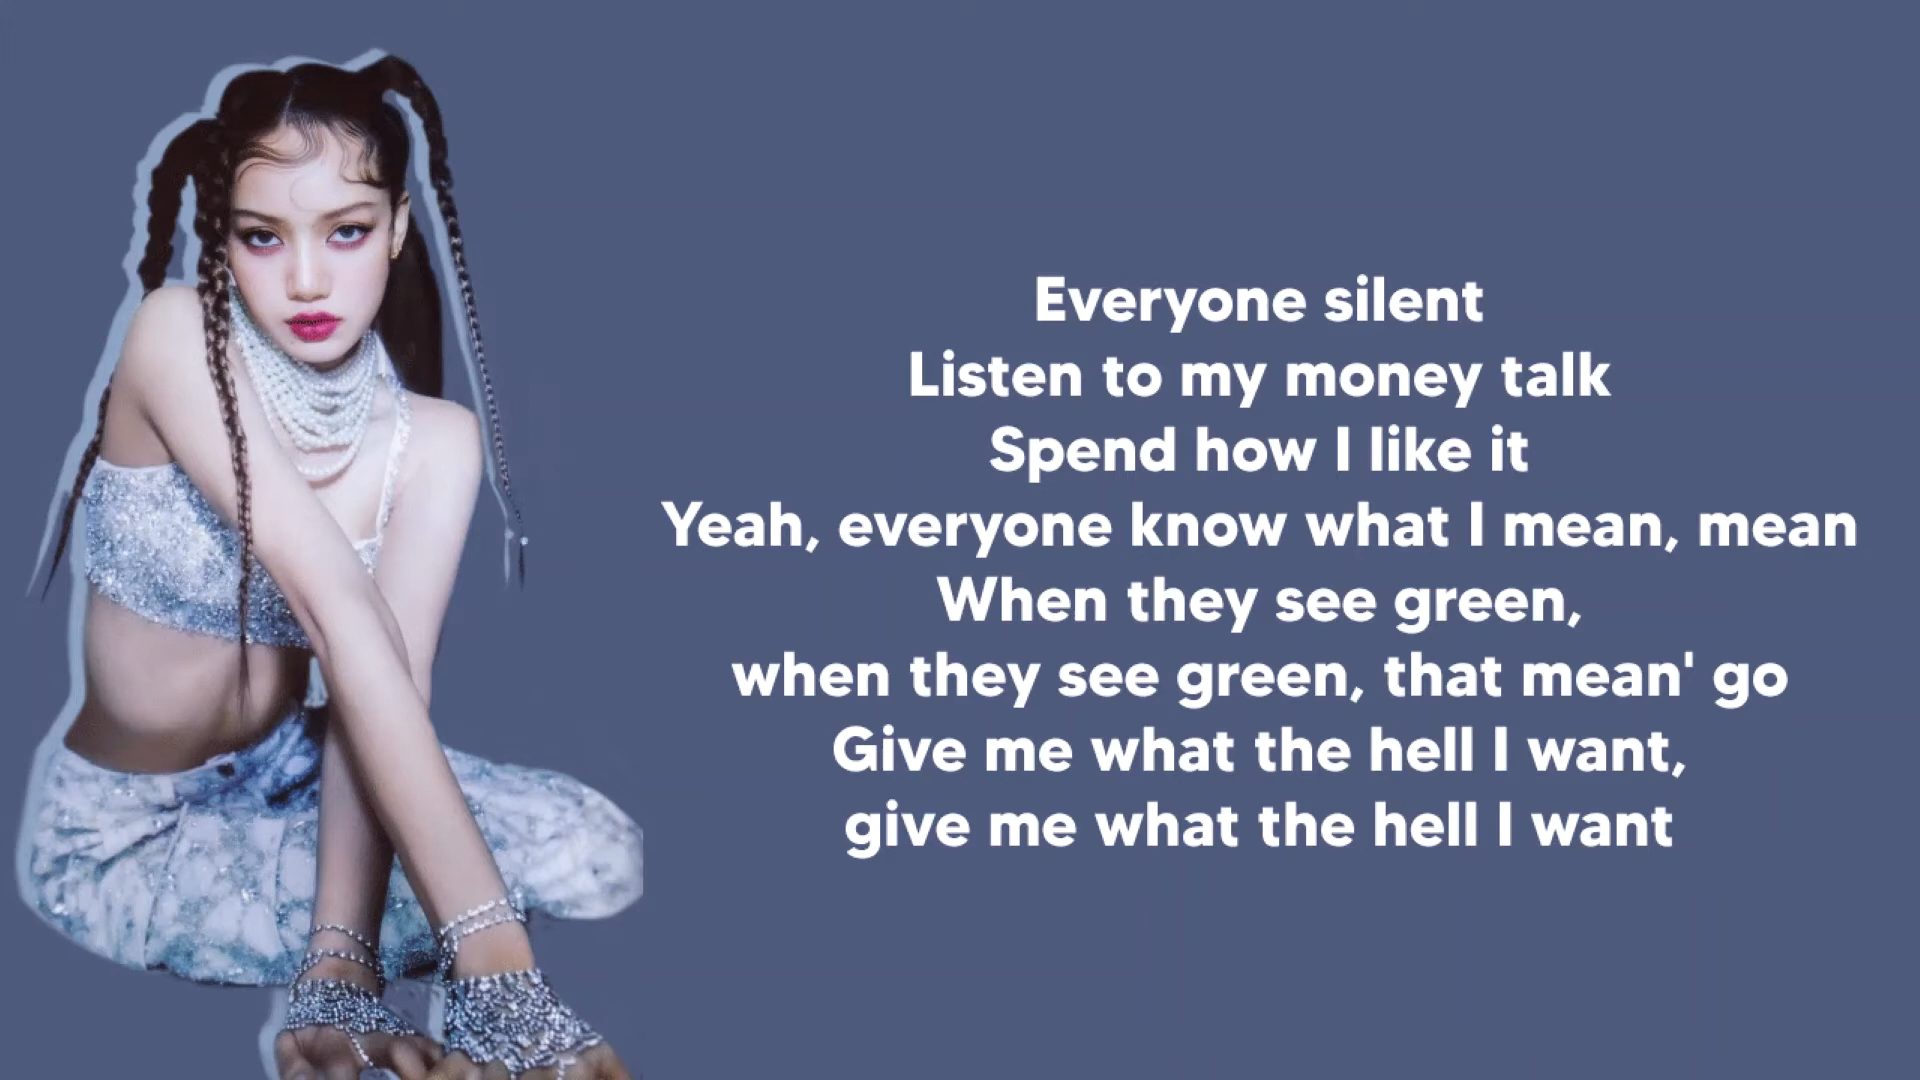 Everyone silent
Listen to my money talk
Spend how I like it
Yeah, everyone know what I mean, mean
When they see green,
when they see green, that mean' go
Give me what the hell I want,
give me what the hell I want